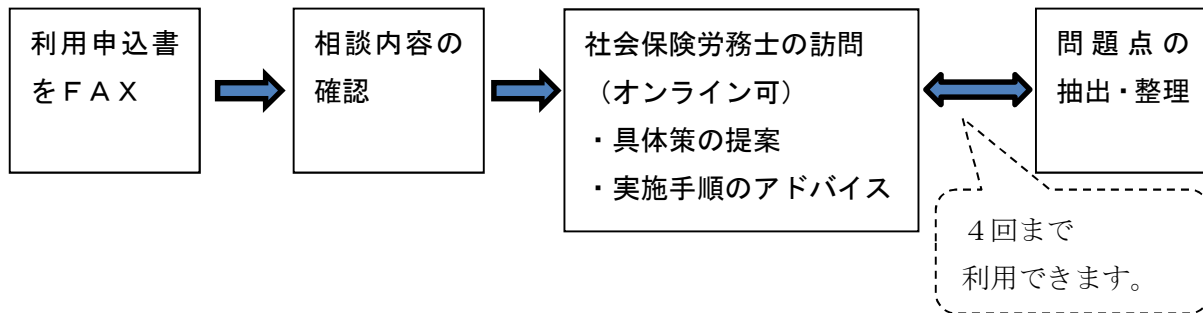 利用申込書
をＦＡＸ
相談内容の
確認
社会保険労務士の訪問
（オンライン可）
・具体策の提案
・実施手順のアドバイス
問題点の
抽出・整理
４回まで
利用できます。